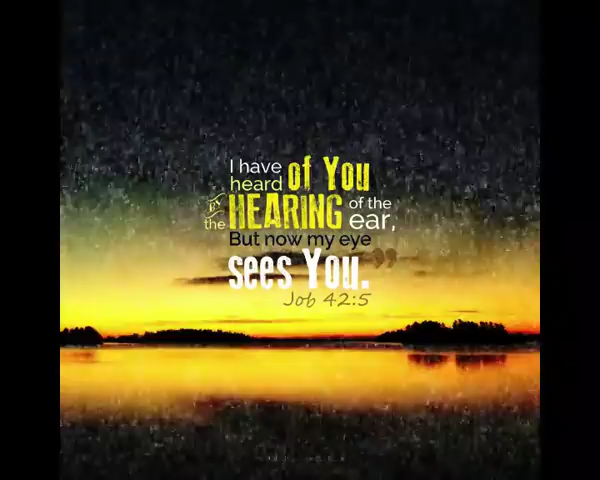 I have
heard of You
BY
the HEARING of the
ear,
But now my eye
sees You.”
Job 42:5